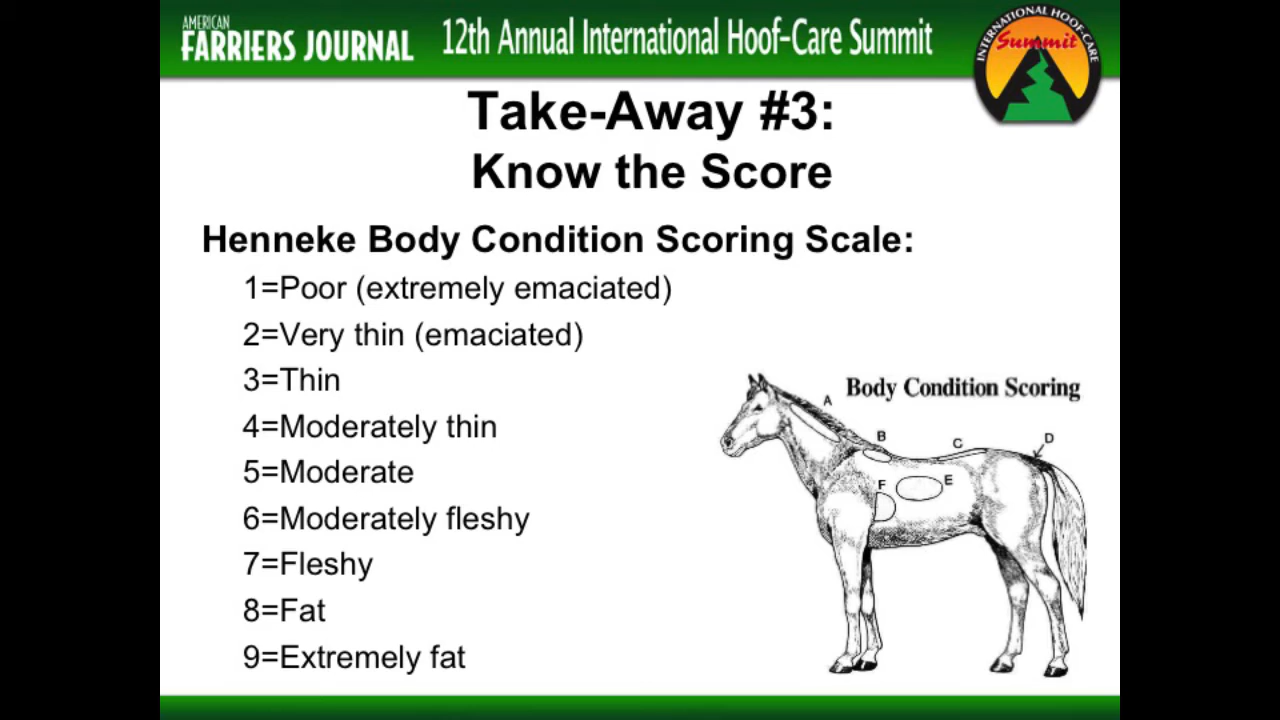 AMERICAN
FARRIERS JOURNAL
12th Annual International Hoof-Care Summit
INTERNATIONAL HOOF-CARE
Summit
Take-Away #3:
Know the Score
Henneke Body Condition Scoring Scale:
1=Poor (extremely emaciated)
2=Very thin (emaciated)
3=Thin
4=Moderately thin
5=Moderate
6=Moderately fleshy
7=Fleshy
8=Fat
9=Extremely fat
Body Condition Scoring
A
B
C
D
E
F